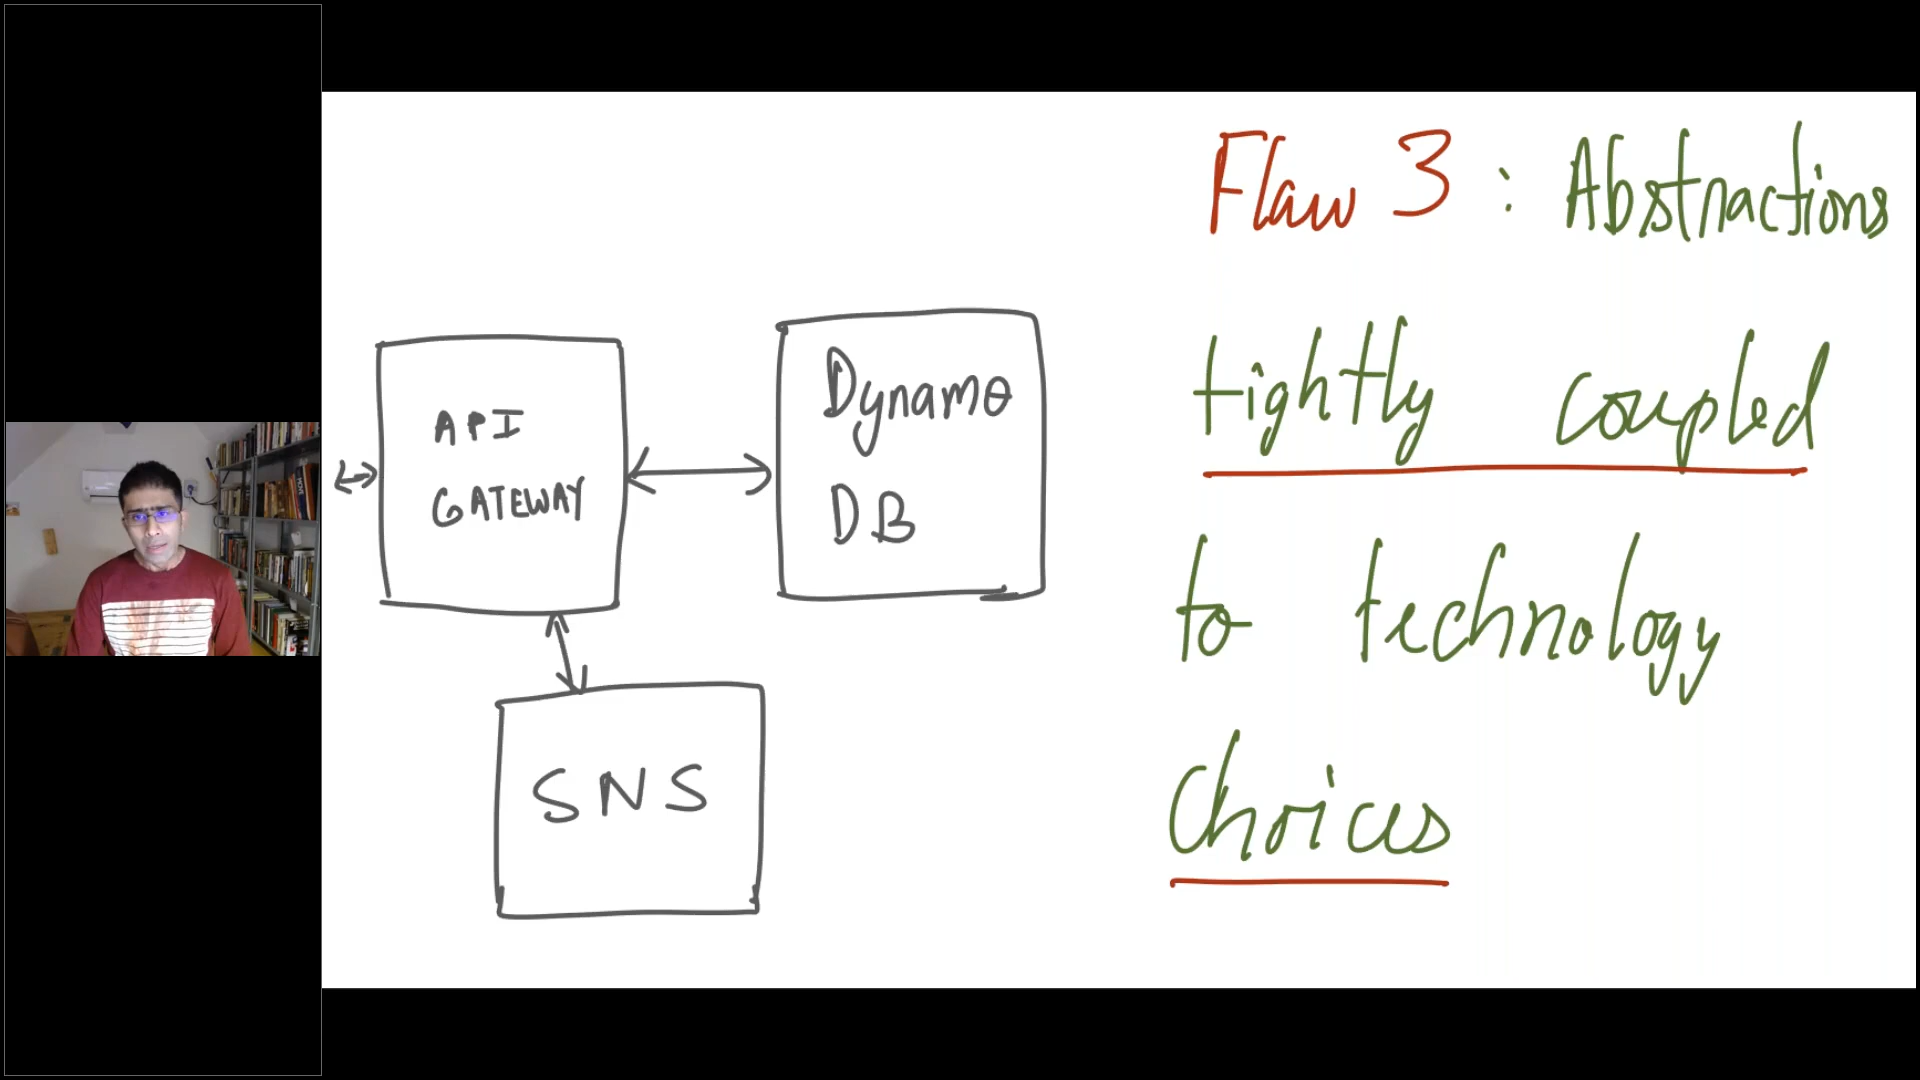 Flaw 3 : Abstractions
tightly coupled
to technology
choices
API
GATEWAY
Dynamo
DB
SNS